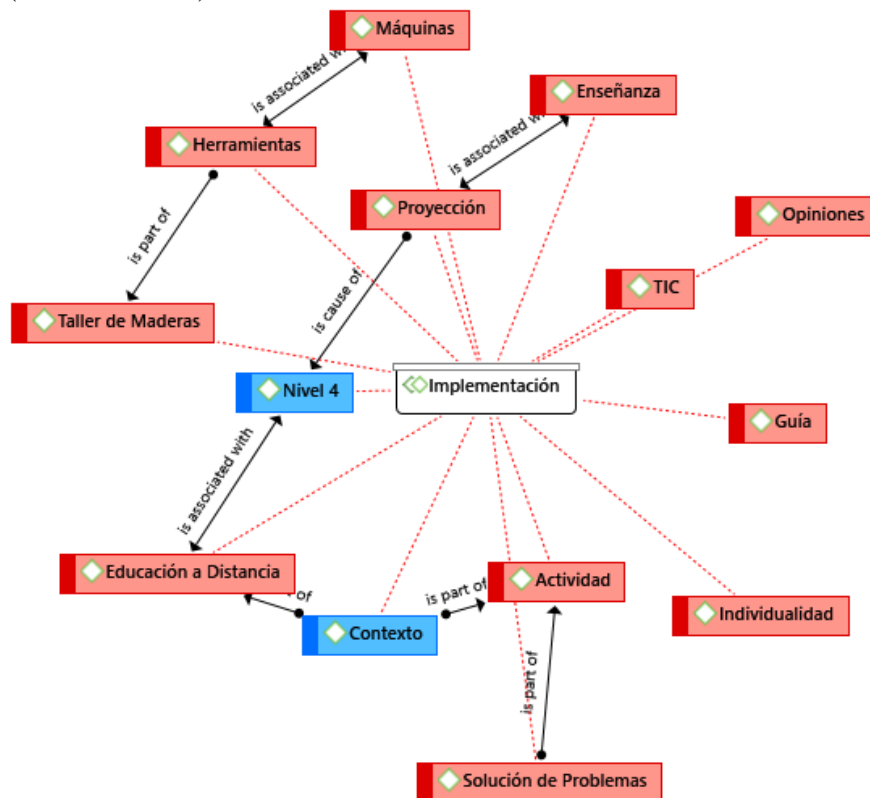 Máquinas
is associated
Enseñanza
is associated
Herramientas
Proyección
Opiniones
is part of
is cause of
TIC
Taller de Maderas
Nivel 4
Implementación
Guía
is associated with
Educación a Distancia
of
is part of
Actividad
Contexto
Individualidad
is part of
Solución de Problemas